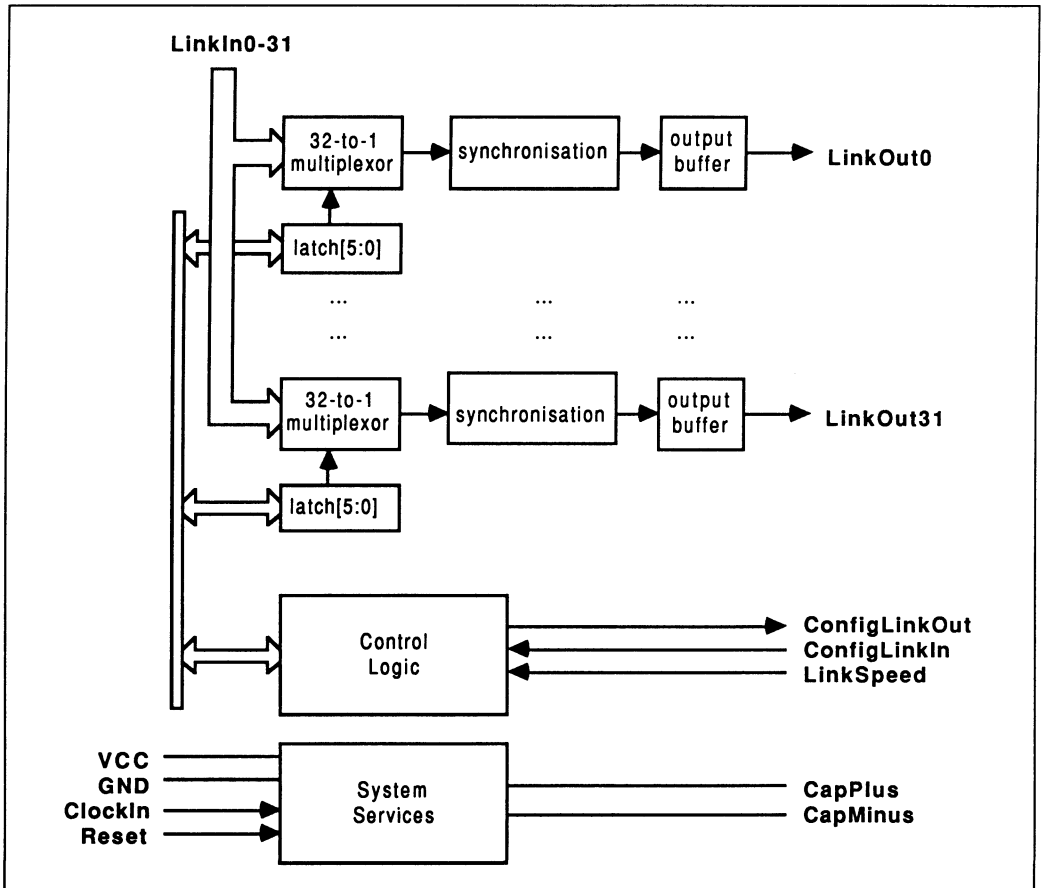 LinkIn0-31
32-to-1
multiplexor
synchronisation
output
buffer
LinkOut0
latch[5:0]
... ... ...
... ... ...
32-to-1
multiplexor
synchronisation
output
buffer
LinkOut31
latch[5:0]
Control
Logic
ConfigLinkOut
ConfigLinkIn
LinkSpeed
VCC
GND
ClockIn
Reset
System
Services
CapPlus
CapMinus